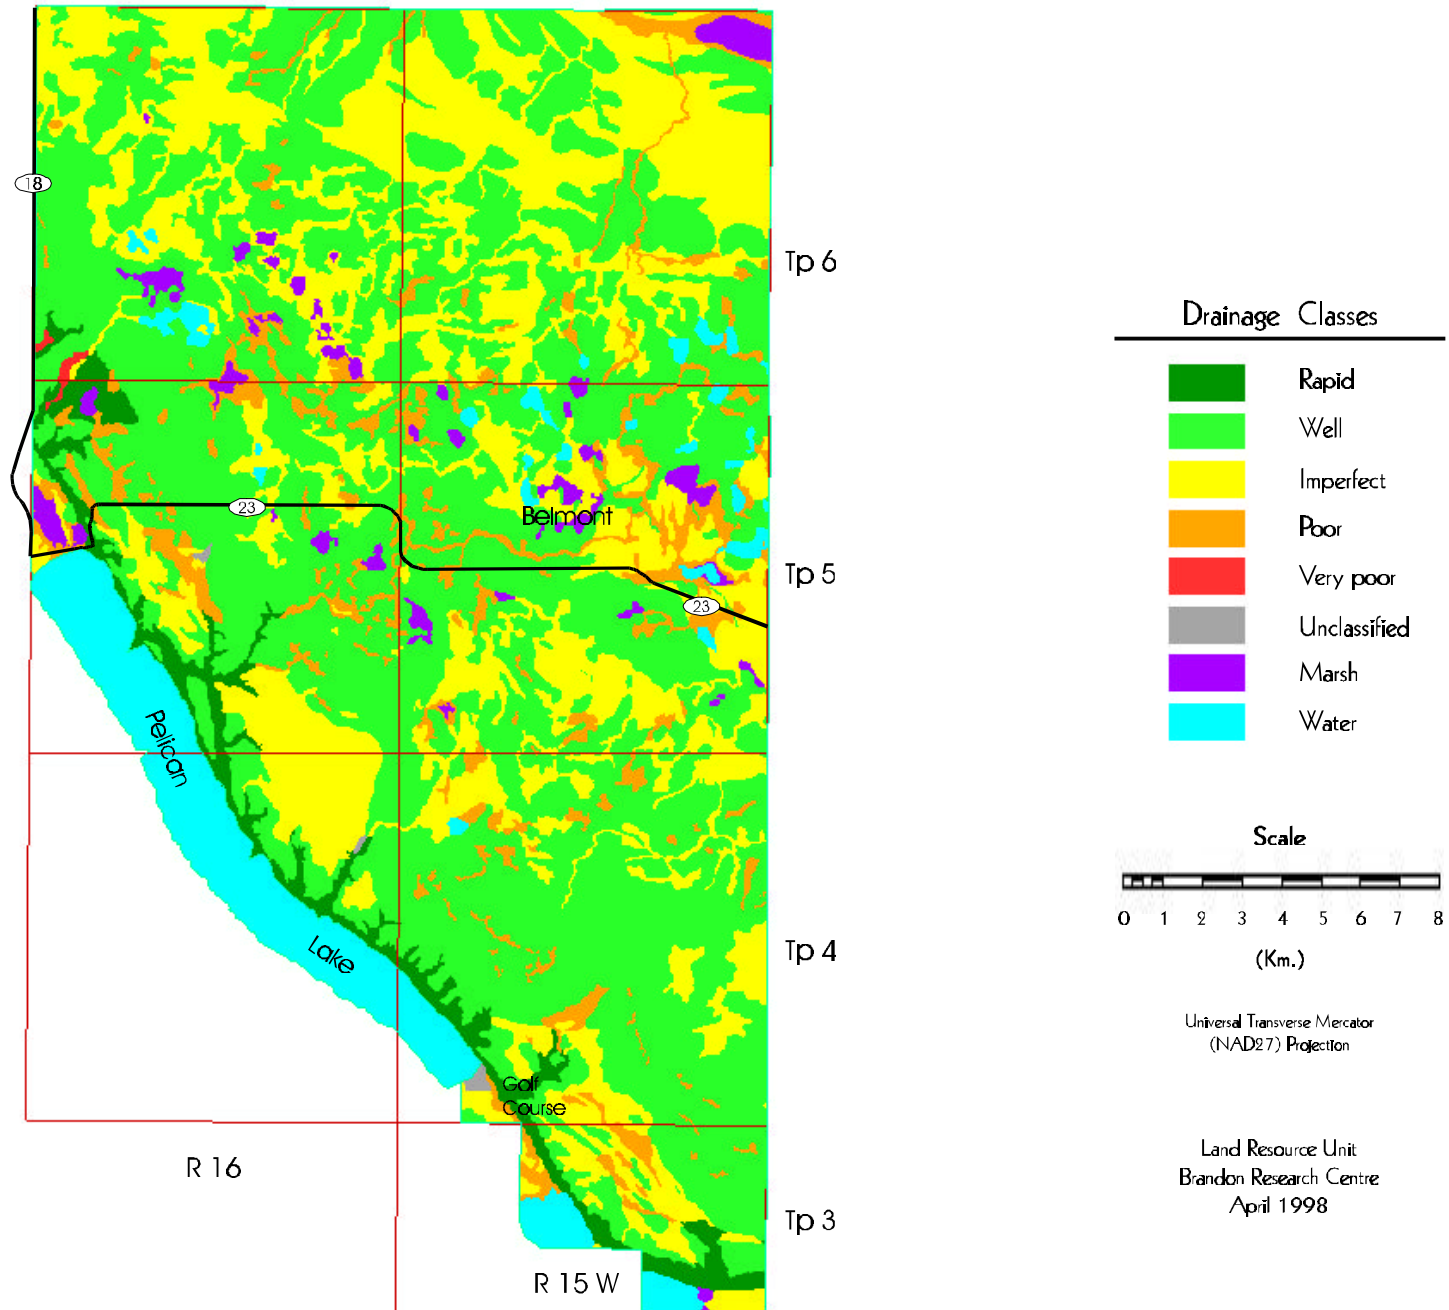 18
Tp 6
23
Belmont
Tp 5
23
Pelican
Lake
Tp 4
Golf
Course
R 16
Tp 3
R 15 W
Drainage Classes
Rapid
Well
Imperfect
Poor
Very poor
Unclassified
Marsh
Water
Scale
0 1 2 3 4 5 6 7 8
(Km.)
Universal Transverse Mercator
(NAD27) Projection
Land Resource Unit
Brandon Research Centre
April 1998